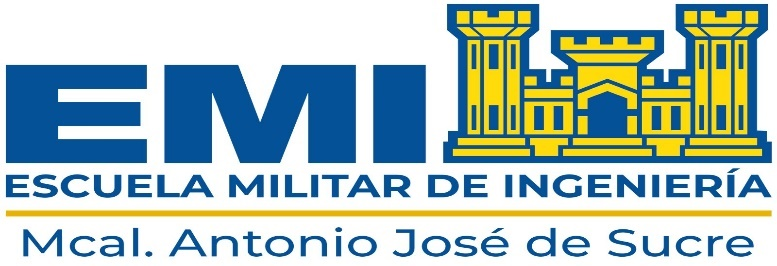 EMI
ESCUELA MILITAR DE INGENIERÍA
Mcal. Antonio José de Sucre